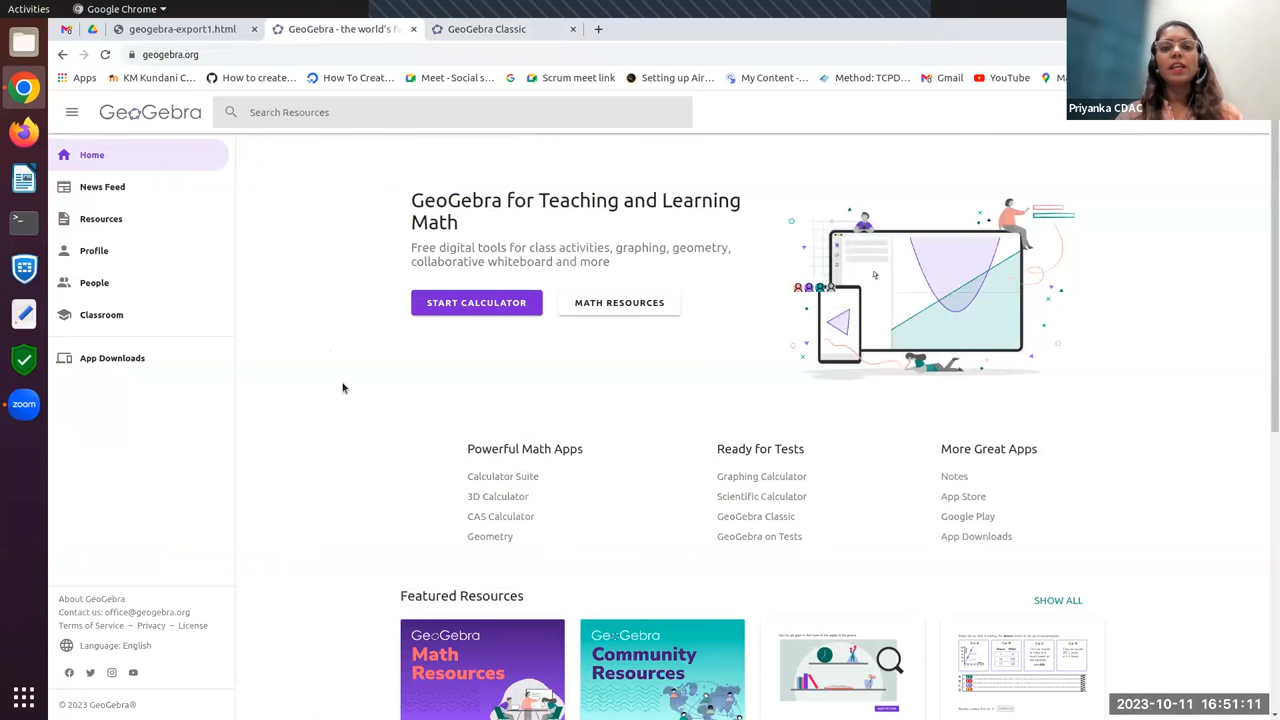 Activities
Google Chrome
geogebra-export1.html
GeoGebra - the world's f
GeoGebra Classic
geogebra.org
Apps
KM Kundani C...
How to create...
How To Creat...
Meet - So
Scrum meet link
Setting up Air...
My Content -...
Method: TCPD...
Gmail
YouTube
Priyanka CDAC
GeoGebra
Search Resources
Home
News Feed
Resources
Profile
People
Classroom
App Downloads
GeoGebra for Teaching and Learning
Math
Free digital tools for class activities, graphing, geometry,
collaborative whiteboard and more
START CALCULATOR
MATH RESOURCES
Powerful Math Apps
Calculator Suite
3D Calculator
CAS Calculator
Geometry
Ready for Tests
Graphing Calculator
Scientific Calculator
GeoGebra Classic
GeoGebra on Tests
More Great Apps
Notes
App Store
Google Play
App Downloads
Featured Resources
SHOW ALL
GeoGebra
Math
Resources
GeoGebra
Community
Resources
About GeoGebra
Contact us: office@geogebra.org
Terms of Service – Privacy – License
Language: English
© 2023 GeoGebra®
zoom
2023-10-11 16:51:11